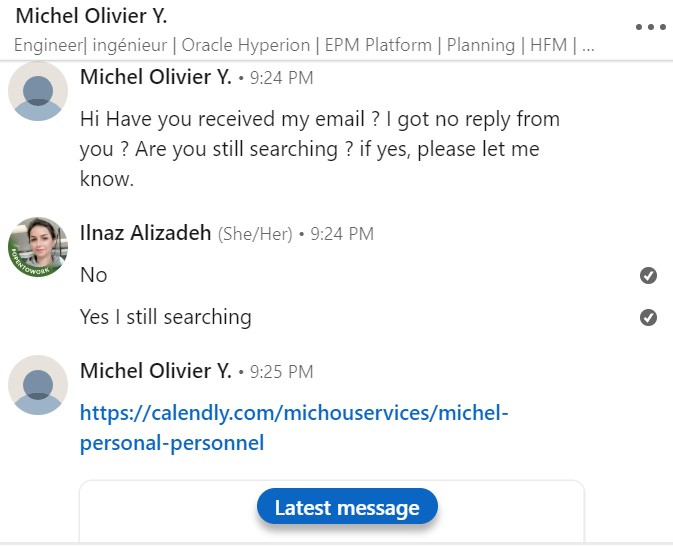 Michel Olivier Y.
Engineer| ingénieur | Oracle Hyperion | EPM Platform | Planning | HFM | ...
Michel Olivier Y. • 9:24 PM
Hi Have you received my email ? I got no reply from
you ? Are you still searching ? if yes, please let me
know.
Ilnaz Alizadeh (She/Her) • 9:24 PM
#OPENTOWORK
No
Yes I still searching
Michel Olivier Y. • 9:25 PM
https://calendly.com/michouservices/michel-
personal-personnel
Latest message